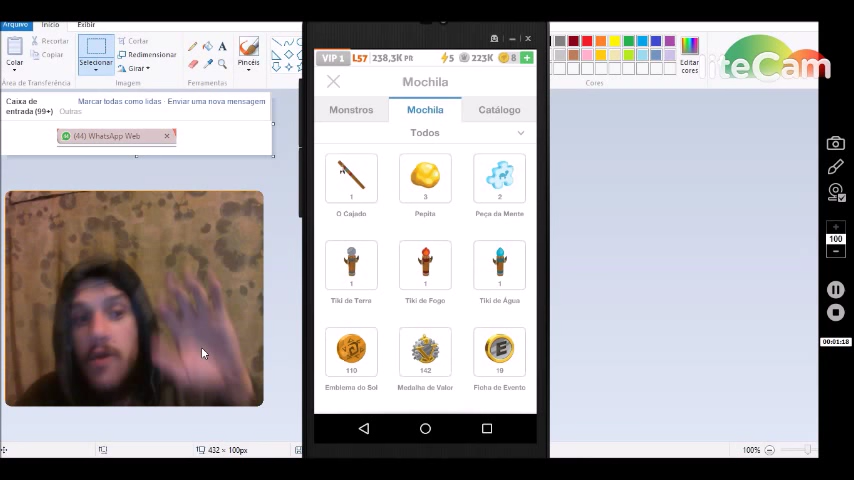 Arquivo Início Exibir
Colar
Recortar
Copiar
Área de Transferência
Selecionar
Cortar
Redimensionar
Girar
Imagem
Ferramentas
Pincéis
Editar cores
Cores
iteCam
Caixa de entrada (99+) Outras
Marcar todas como lidas · Enviar uma nova mensagem
(44) WhatsApp Web
VIP 1 L57 238,3K PR 5 223K 8
Mochila
Monstros Mochila Catálogo
Todos
1 3 2
O Cajado Pepita Peça da Mente
1 1 1
Tiki de Terra Tiki de Fogo Tiki de Água
110 142 19
Emblema do Sol Medalha de Valor Ficha de Evento
100
00:01:18
432 × 100px
100%